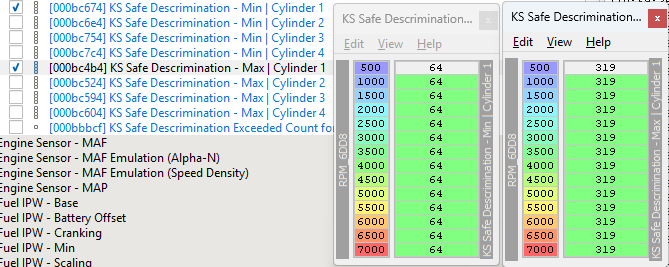 [000bc674] KS Safe Descrimination - Min | Cylinder 1
[000bc6e4] KS Safe Descrimination - Min | Cylinder 2
[000bc754] KS Safe Descrimination - Min | Cylinder 3
[000bc7c4] KS Safe Descrimination - Min | Cylinder 4
[000bc4b4] KS Safe Descrimination - Max | Cylinder 1
[000bc524] KS Safe Descrimination - Max | Cylinder 2
[000bc594] KS Safe Descrimination - Max | Cylinder 3
[000bc604] KS Safe Descrimination - Max | Cylinder 4
[000bbbcf] KS Safe Descrimination Exceeded Count for
Engine Sensor - MAF
Engine Sensor - MAF Emulation (Alpha-N)
Engine Sensor - MAF Emulation (Speed Density)
Engine Sensor - MAP
Fuel IPW - Base
Fuel IPW - Battery Offset
Fuel IPW - Cranking
Fuel IPW - Min
Fuel IPW - Scaling
KS Safe Descrimination...
Edit View Help
RPM_6DD8
500 64
1000 64
1500 64
2000 64
2500 64
3000 64
3500 64
4000 64
4500 64
5000 64
5500 64
6000 64
6500 64
7000 64
KS Safe Descrimination - Min | Cylinder 1
KS Safe Descrimination... x
Edit View Help
RPM_6DD8
500 319
1000 319
1500 319
2000 319
2500 319
3000 319
3500 319
4000 319
4500 319
5000 319
5500 319
6000 319
6500 319
7000 319
KS Safe Descrimination - Max | Cylinder 1